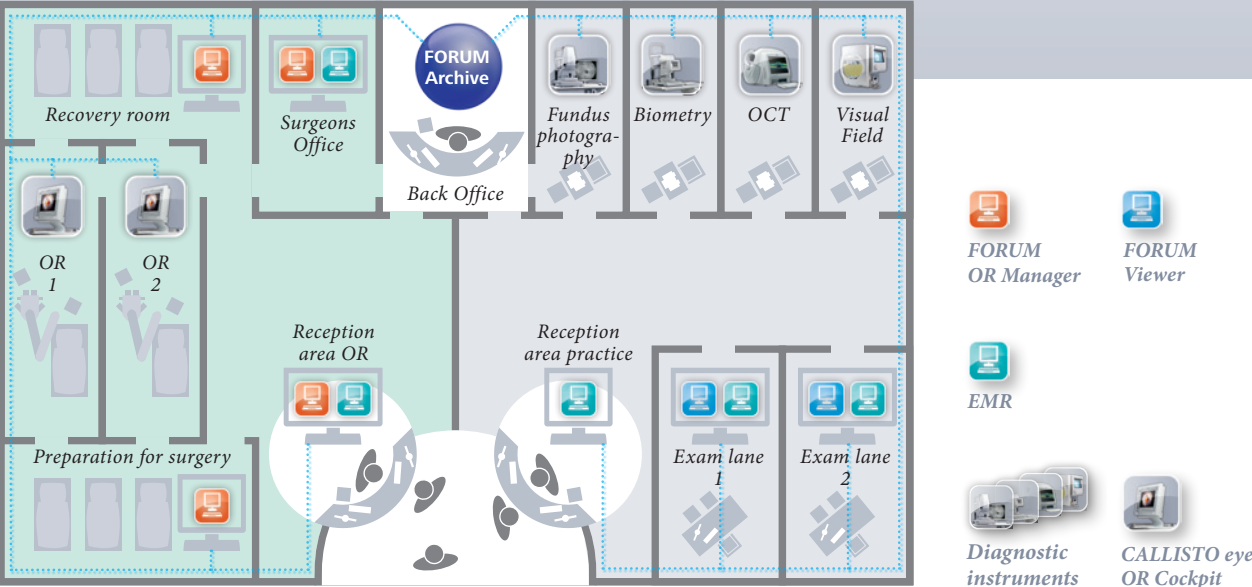 FORUM
Archive
Recovery room
Surgeons
Office
Back Office
Fundus
photogra-
phy
Biometry
OCT
Visual
Field
OR
1
OR
2
Reception
area OR
Reception
area practice
Preparation for surgery
Exam lane
1
Exam lane
2
FORUM
OR Manager
FORUM
Viewer
EMR
Diagnostic
instruments
CALLISTO eye
OR Cockpit